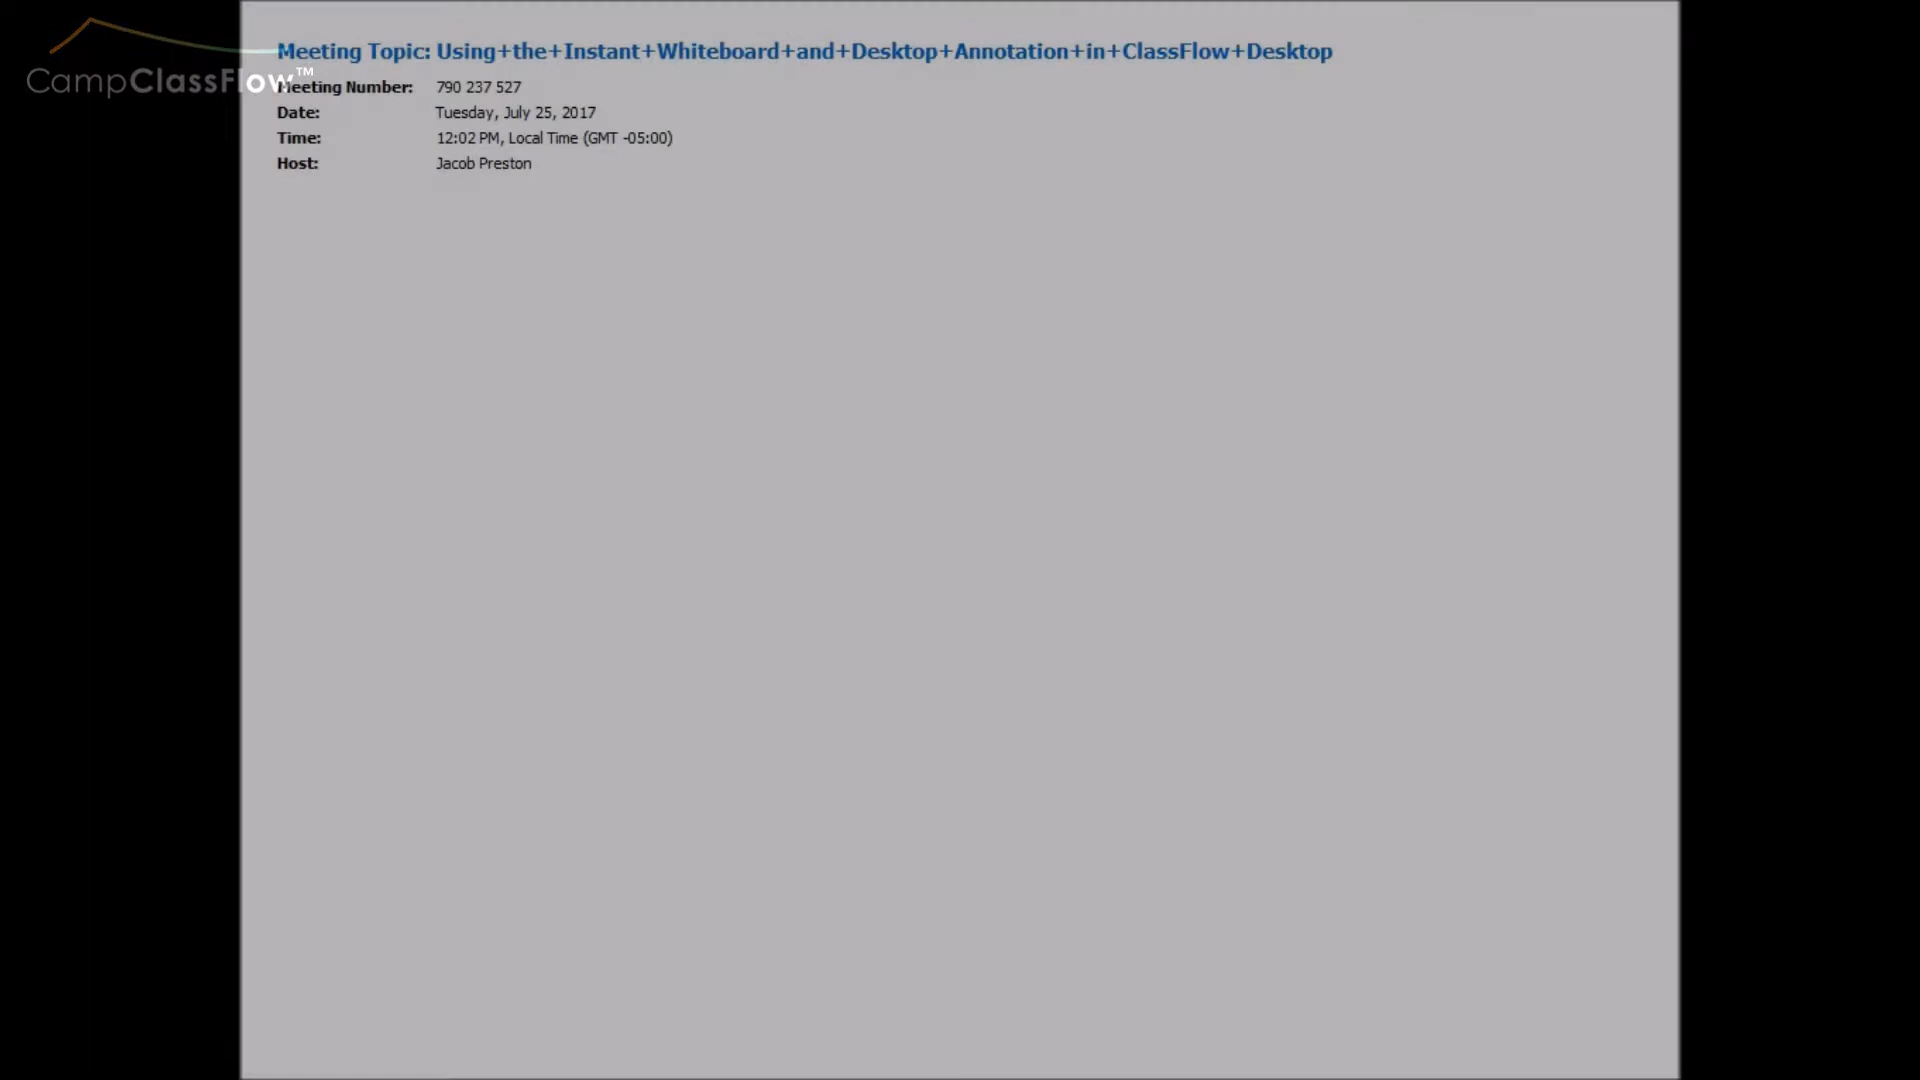 Meeting Topic: Using+the+Instant+Whiteboard+and+Desktop+Annotation+in+ClassFlow+Desktop
CampClassFlow™
Meeting Number: 790 237 527
Date: Tuesday, July 25, 2017
Time: 12:02 PM, Local Time (GMT -05:00)
Host: Jacob Preston